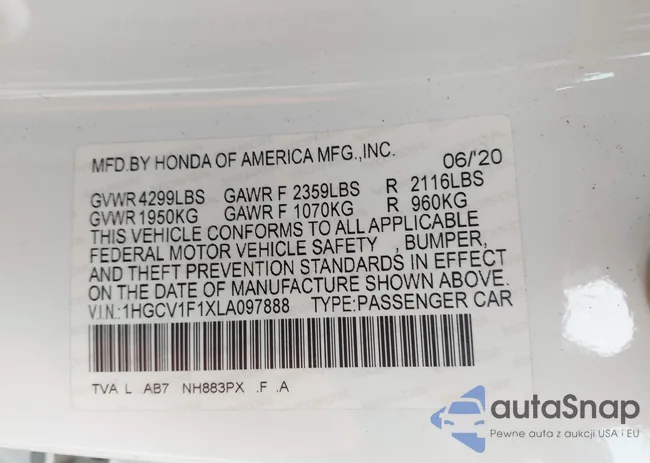 MFD.BY HONDA OF AMERICA MFG.,INC. 06/'20
GVWR 4299LBS GAWR F 2359LBS R 2116LBS
GVWR 1950KG GAWR F 1070KG R 960KG
THIS VEHICLE CONFORMS TO ALL APPLICABLE
FEDERAL MOTOR VEHICLE SAFETY , BUMPER,
AND THEFT PREVENTION STANDARDS IN EFFECT
ON THE DATE OF MANUFACTURE SHOWN ABOVE.
V.I.N.:1HGCV1F1XLA097888 TYPE:PASSENGER CAR
TVA L .AB7 NH883PX .F .A
autaSnap
Pewne auta z aukcji USA i EU